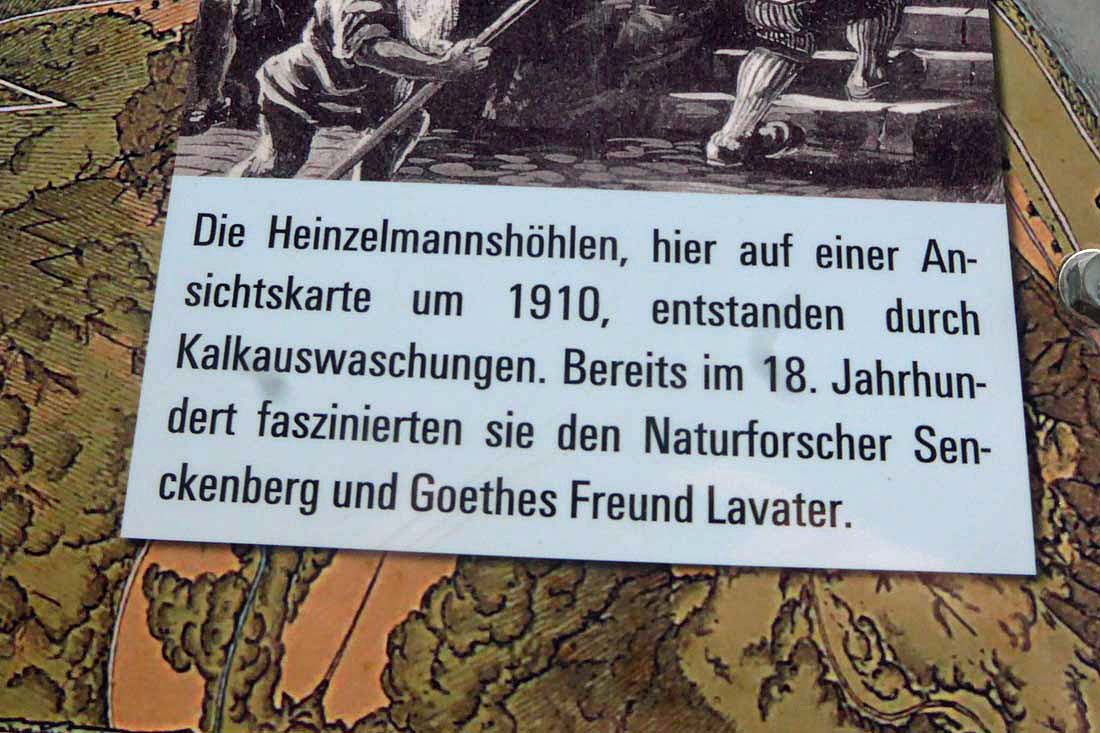 Die Heinzelmannshöhlen, hier auf einer An-
sichtskarte um 1910, entstanden durch
Kalkauswaschungen. Bereits im 18. Jahrhun-
dert faszinierten sie den Naturforscher Sen-
ckenberg und Goethes Freund Lavater.